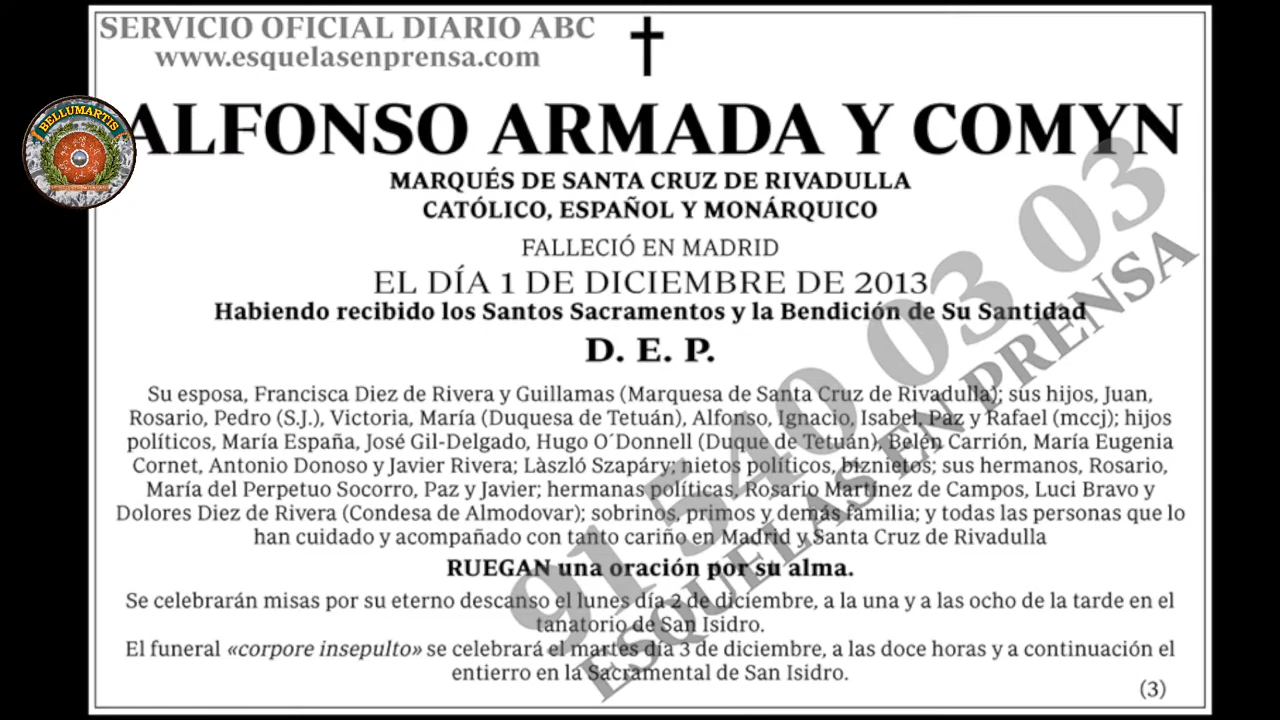 SERVICIO OFICIAL DIARIO ABC
www.esquelasenprensa.com
BELLUMARTIS
ALFONSO ARMADA Y COMYN
MARQUÉS DE SANTA CRUZ DE RIVADULLA
CATÓLICO, ESPAÑOL Y MONÁRQUICO
FALLECIÓ EN MADRID
EL DÍA 1 DE DICIEMBRE DE 2013
Habiendo recibido los Santos Sacramentos y la Bendición de Su Santidad
D. E. P.
Su esposa, Francisca Diez de Rivera y Guillamas (Marquesa de Santa Cruz de Rivadulla); sus hijos, Juan,
Rosario, Pedro (S.J.), Victoria, María (Duquesa de Tetuán), Alfonso, Ignacio, Isabel, Paz y Rafael (mccj); hijos
políticos, María España, José Gil-Delgado, Hugo O´Donnell (Duque de Tetuán), Belén Carrión, María Eugenia
Cornet, Antonio Donoso y Javier Rivera; Làszló Szapáry; nietos políticos, biznietos; sus hermanos, Rosario,
María del Perpetuo Socorro, Paz y Javier; hermanas políticas, Rosario Martínez de Campos, Luci Bravo y
Dolores Diez de Rivera (Condesa de Almodovar); sobrinos, primos y demás familia; y todas las personas que lo
han cuidado y acompañado con tanto cariño en Madrid y Santa Cruz de Rivadulla
RUEGAN una oración por su alma.
Se celebrarán misas por su eterno descanso el lunes día 2 de diciembre, a la una y a las ocho de la tarde en el
tanatorio de San Isidro.
El funeral «corpore insepulto» se celebrará el martes día 3 de diciembre, a las doce horas y a continuación el
entierro en la Sacramental de San Isidro.
(3)
91 540 03 03
ESQUELAS EN PRENSA